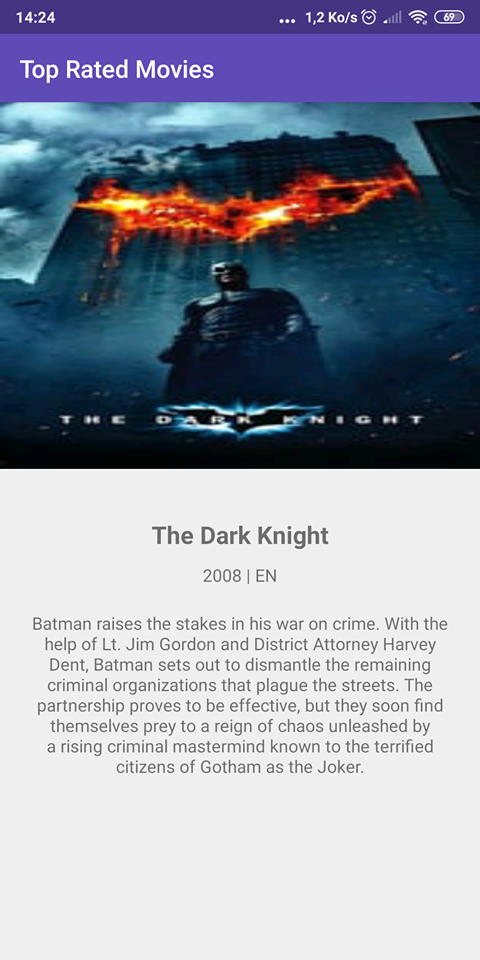 14:24
... 1,2 Ko/s 69
Top Rated Movies
THE DARK KNIGHT
The Dark Knight
2008 | EN
Batman raises the stakes in his war on crime. With the
help of Lt. Jim Gordon and District Attorney Harvey
Dent, Batman sets out to dismantle the remaining
criminal organizations that plague the streets. The
partnership proves to be effective, but they soon find
themselves prey to a reign of chaos unleashed by
a rising criminal mastermind known to the terrified
citizens of Gotham as the Joker.